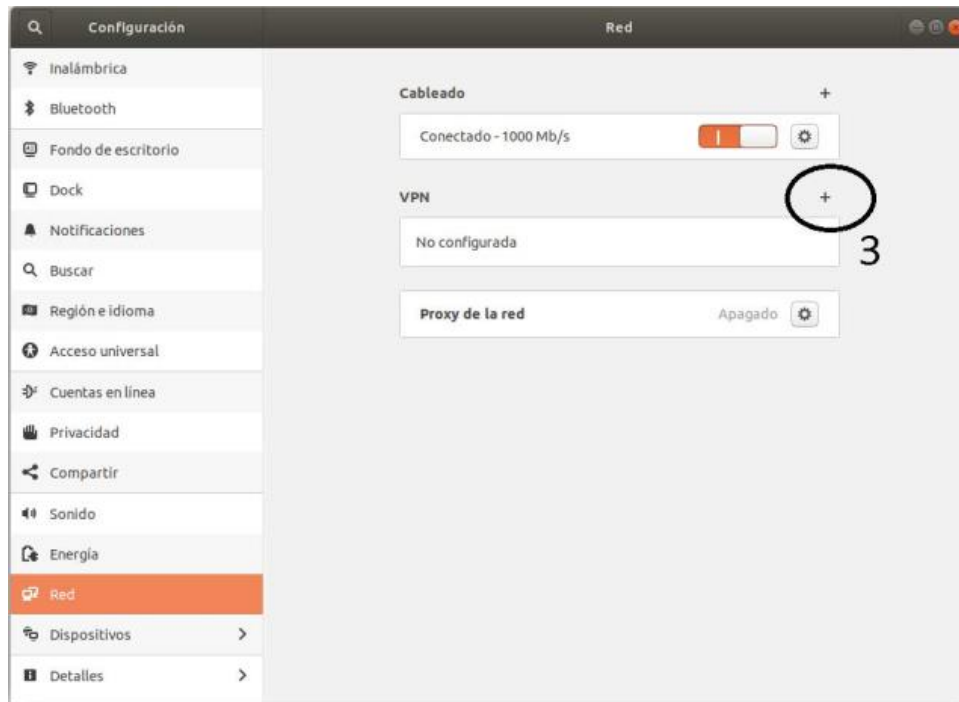 Configuración
Red
Inalámbrica
Bluetooth
Fondo de escritorio
Dock
Notificaciones
Buscar
Región e idioma
Acceso universal
Cuentas en línea
Privacidad
Compartir
Sonido
Energía
Red
Dispositivos
Detalles
Cableado +
Conectado - 1000 Mb/s
VPN +
3
No configurada
Proxy de la red Apagado